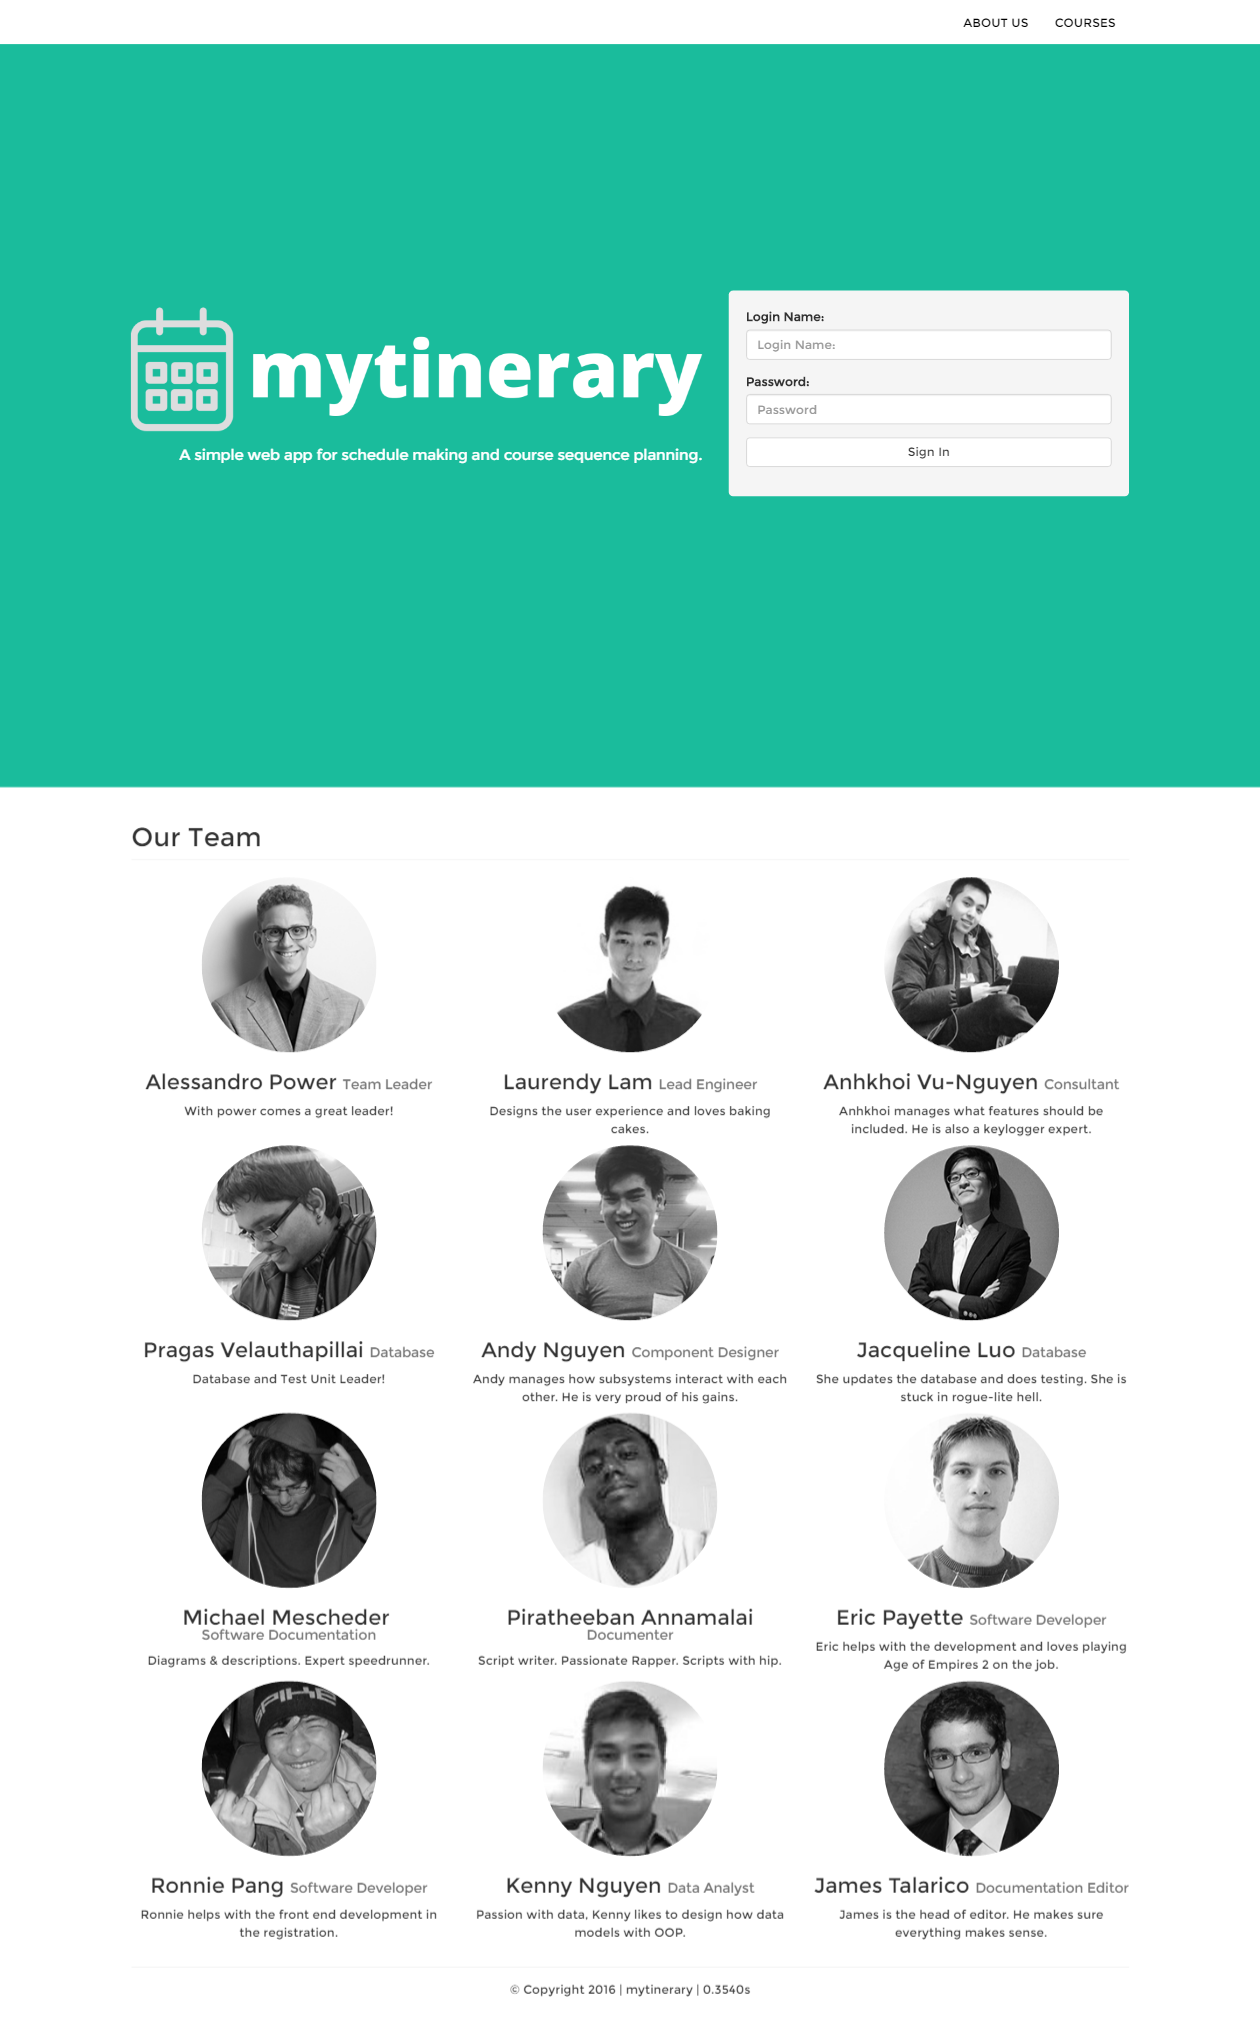 ABOUT US COURSES
mytinerary
A simple web app for schedule making and course sequence planning.
Login Name:
Login Name:
Password:
Password
Sign In
Our Team
Alessandro Power Team Leader
With power comes a great leader!
Laurendy Lam Lead Engineer
Designs the user experience and loves baking
cakes.
Anhkhoi Vu-Nguyen Consultant
Anhkhoi manages what features should be
included. He is also a keylogger expert.
Pragas Velauthapillai Database
Database and Test Unit Leader!
Andy Nguyen Component Designer
Andy manages how subsystems interact with each
other. He is very proud of his gains.
Jacqueline Luo Database
She updates the database and does testing. She is
stuck in rogue-lite hell.
Michael Mescheder
Software Documentation
Diagrams & descriptions. Expert speedrunner.
Piratheeban Annamalai
Documenter
Script writer. Passionate Rapper. Scripts with hip.
Eric Payette Software Developer
Eric helps with the development and loves playing
Age of Empires 2 on the job.
SPIKE
Ronnie Pang Software Developer
Ronnie helps with the front end development in
the registration.
Kenny Nguyen Data Analyst
Passion with data, Kenny likes to design how data
models with OOP.
James Talarico Documentation Editor
James is the head of editor. He makes sure
everything makes sense.
© Copyright 2016 | mytinerary | 0.3540s